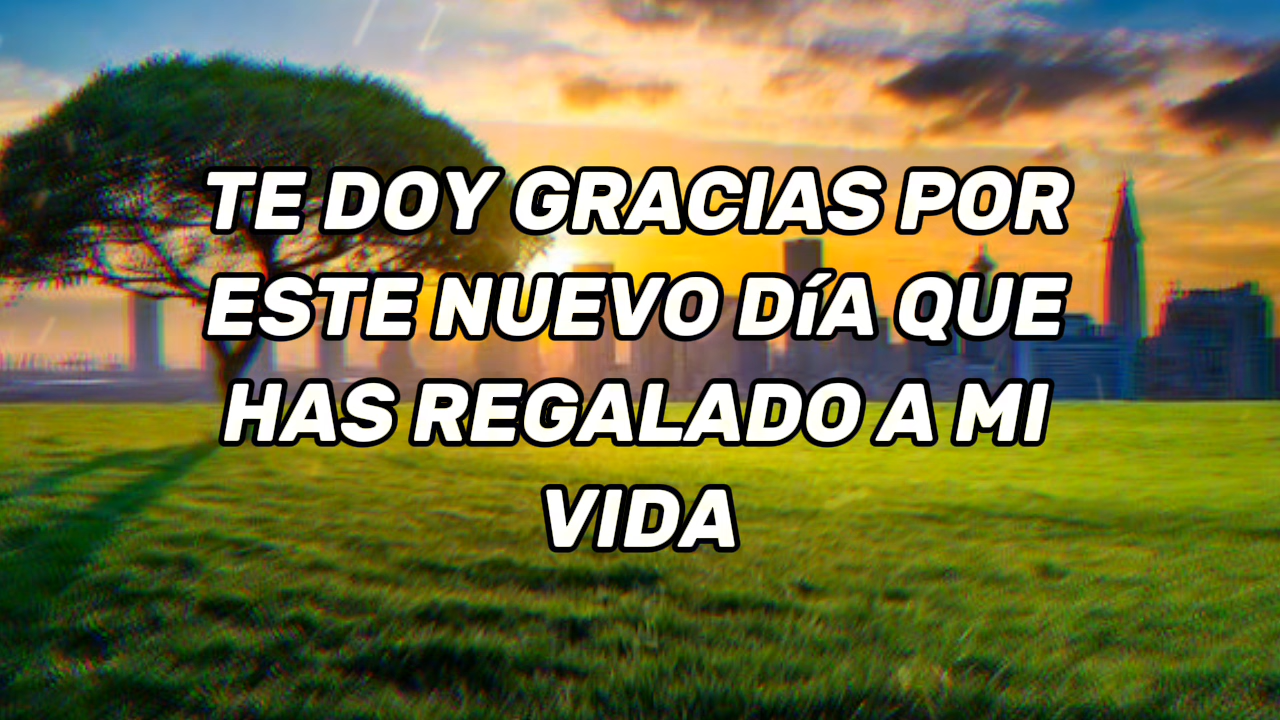 TE DOY GRACIAS POR
ESTE NUEVO DíA QUE
HAS REGALADO A MI
VIDA